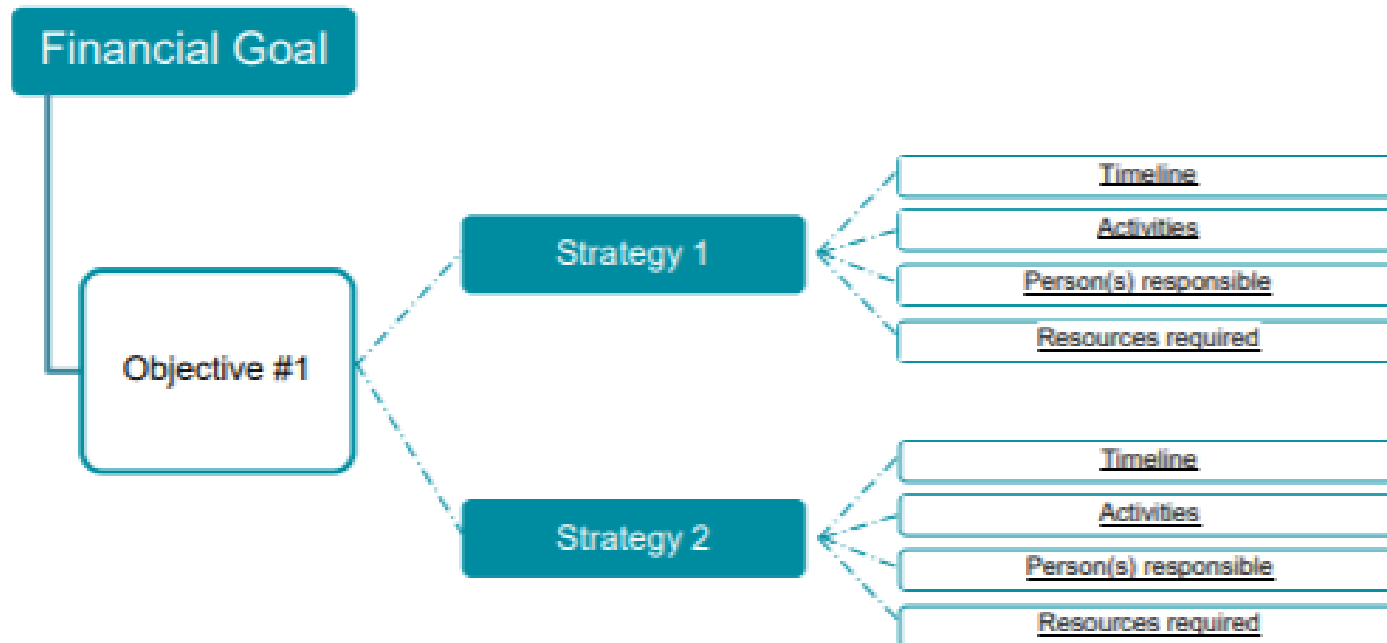 Financial Goal
Objective #1
Strategy 1
Timeline
Activities
Person(s) responsible
Resources required
Strategy 2
Timeline
Activities
Person(s) responsible
Resources required